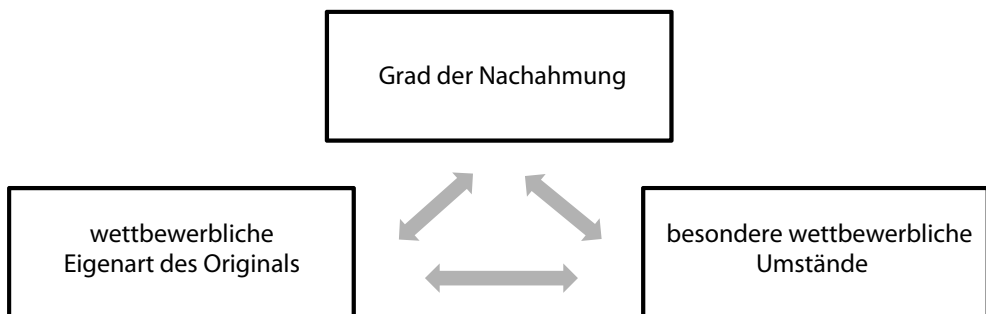 Grad der Nachahmung
wettbewerbliche
Eigenart des Originals
besondere wettbewerbliche
Umstände